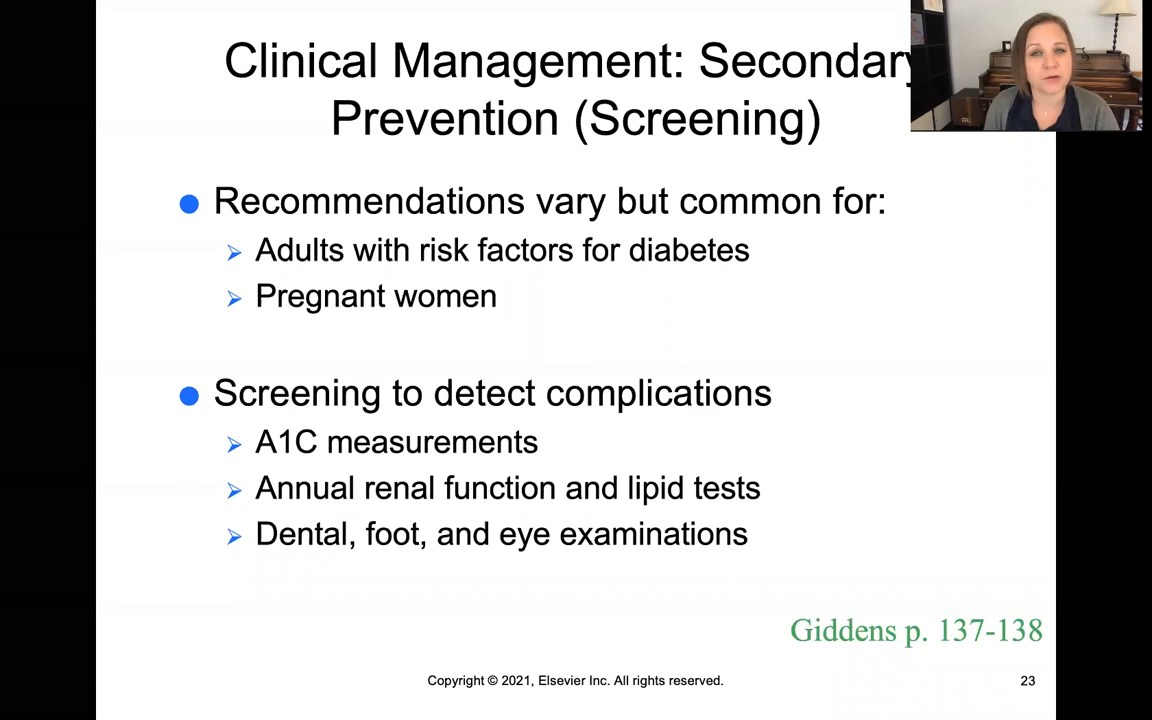 Clinical Management: Secondary
Prevention (Screening)
Recommendations vary but common for:
Adults with risk factors for diabetes
Pregnant women
Screening to detect complications
A1C measurements
Annual renal function and lipid tests
Dental, foot, and eye examinations
Giddens p. 137-138
Copyright © 2021, Elsevier Inc. All rights reserved.
23